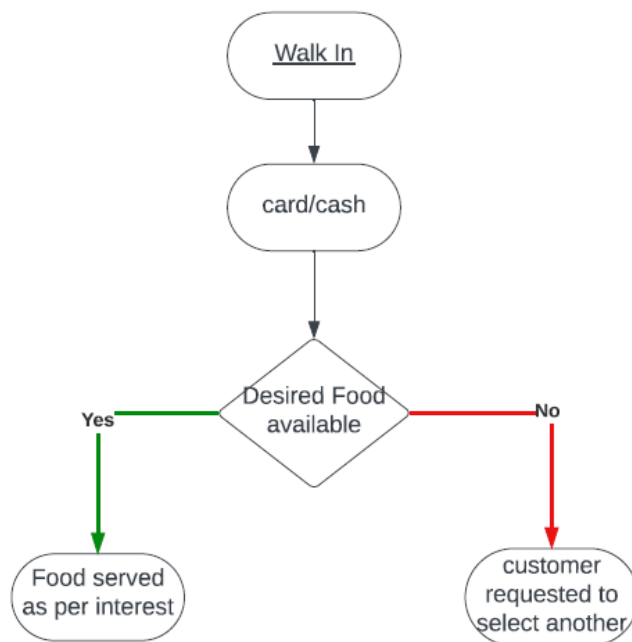 Walk In
card/cash
Desired Food
available
Yes
No
Food served
as per interest
customer
requested to
select another